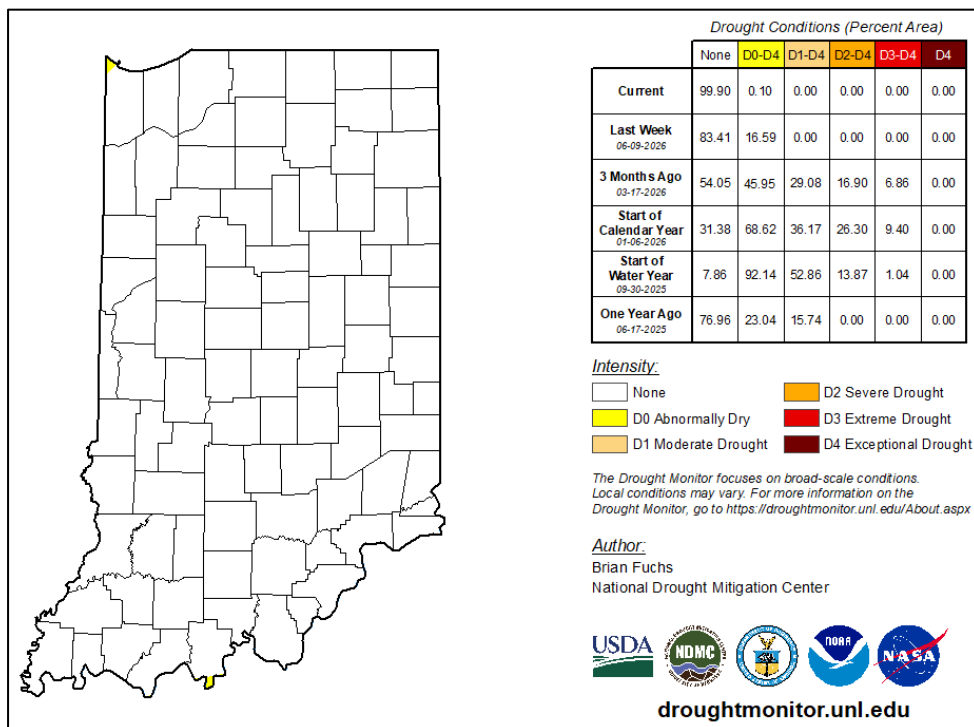 Drought Conditions (Percent Area)
None D0-D4 D1-D4 D2-D4 D3-D4 D4
Current 99.90 0.10 0.00 0.00 0.00 0.00
Last Week
06-09-2026
83.41 16.59 0.00 0.00 0.00 0.00
3 Months Ago
03-17-2026
54.05 45.95 29.08 16.90 6.86 0.00
Start of
Calendar Year
01-06-2026
31.38 68.62 36.17 26.30 9.40 0.00
Start of
Water Year
09-30-2025
7.86 92.14 52.86 13.87 1.04 0.00
One Year Ago
06-17-2025
76.96 23.04 15.74 0.00 0.00 0.00
Intensity:
None
D0 Abnormally Dry
D1 Moderate Drought
D2 Severe Drought
D3 Extreme Drought
D4 Exceptional Drought
The Drought Monitor focuses on broad-scale conditions.
Local conditions may vary. For more information on the
Drought Monitor, go to https://droughtmonitor.unl.edu/About.aspx
Author:
Brian Fuchs
National Drought Mitigation Center
USDA
NDMC
NOAA
NASA
droughtmonitor.unl.edu